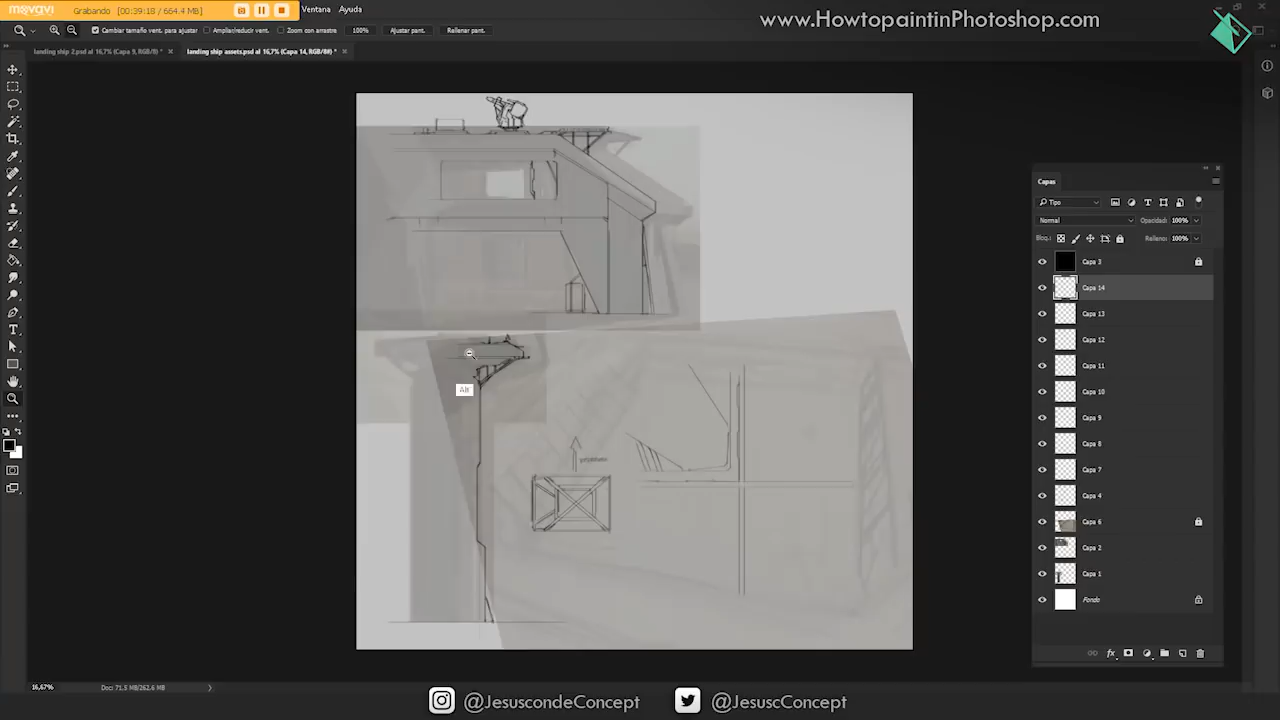 movavi
Grabando [00:39:18 / 664.4 MB] Ventana Ayuda
www.HowtopaintinPhotoshop.com
Cambiar tamaño vent. para ajustar Ampliar/reducir vent. Zoom con arrastre 100% Ajustar pant. Rellenar pant.
landing ship 2.psd al 16,7% (Capa 9, RGB/8) * × landing ship assets.psd al 16,7% (Capa 14, RGB/8#) * ×
Capas
Tipo
Normal Opacidad: 100%
Bloq.: Relleno: 100%
Capa 3
Capa 14
Capa 13
Capa 12
Capa 11
Capa 10
Capa 9
Capa 8
Capa 7
Capa 4
Capa 6
Capa 2
Capa 1
Fondo
Alt
16,67% Doc: 71,5 MB/262,6 MB
@JesuscondeConcept @JesuscConcept